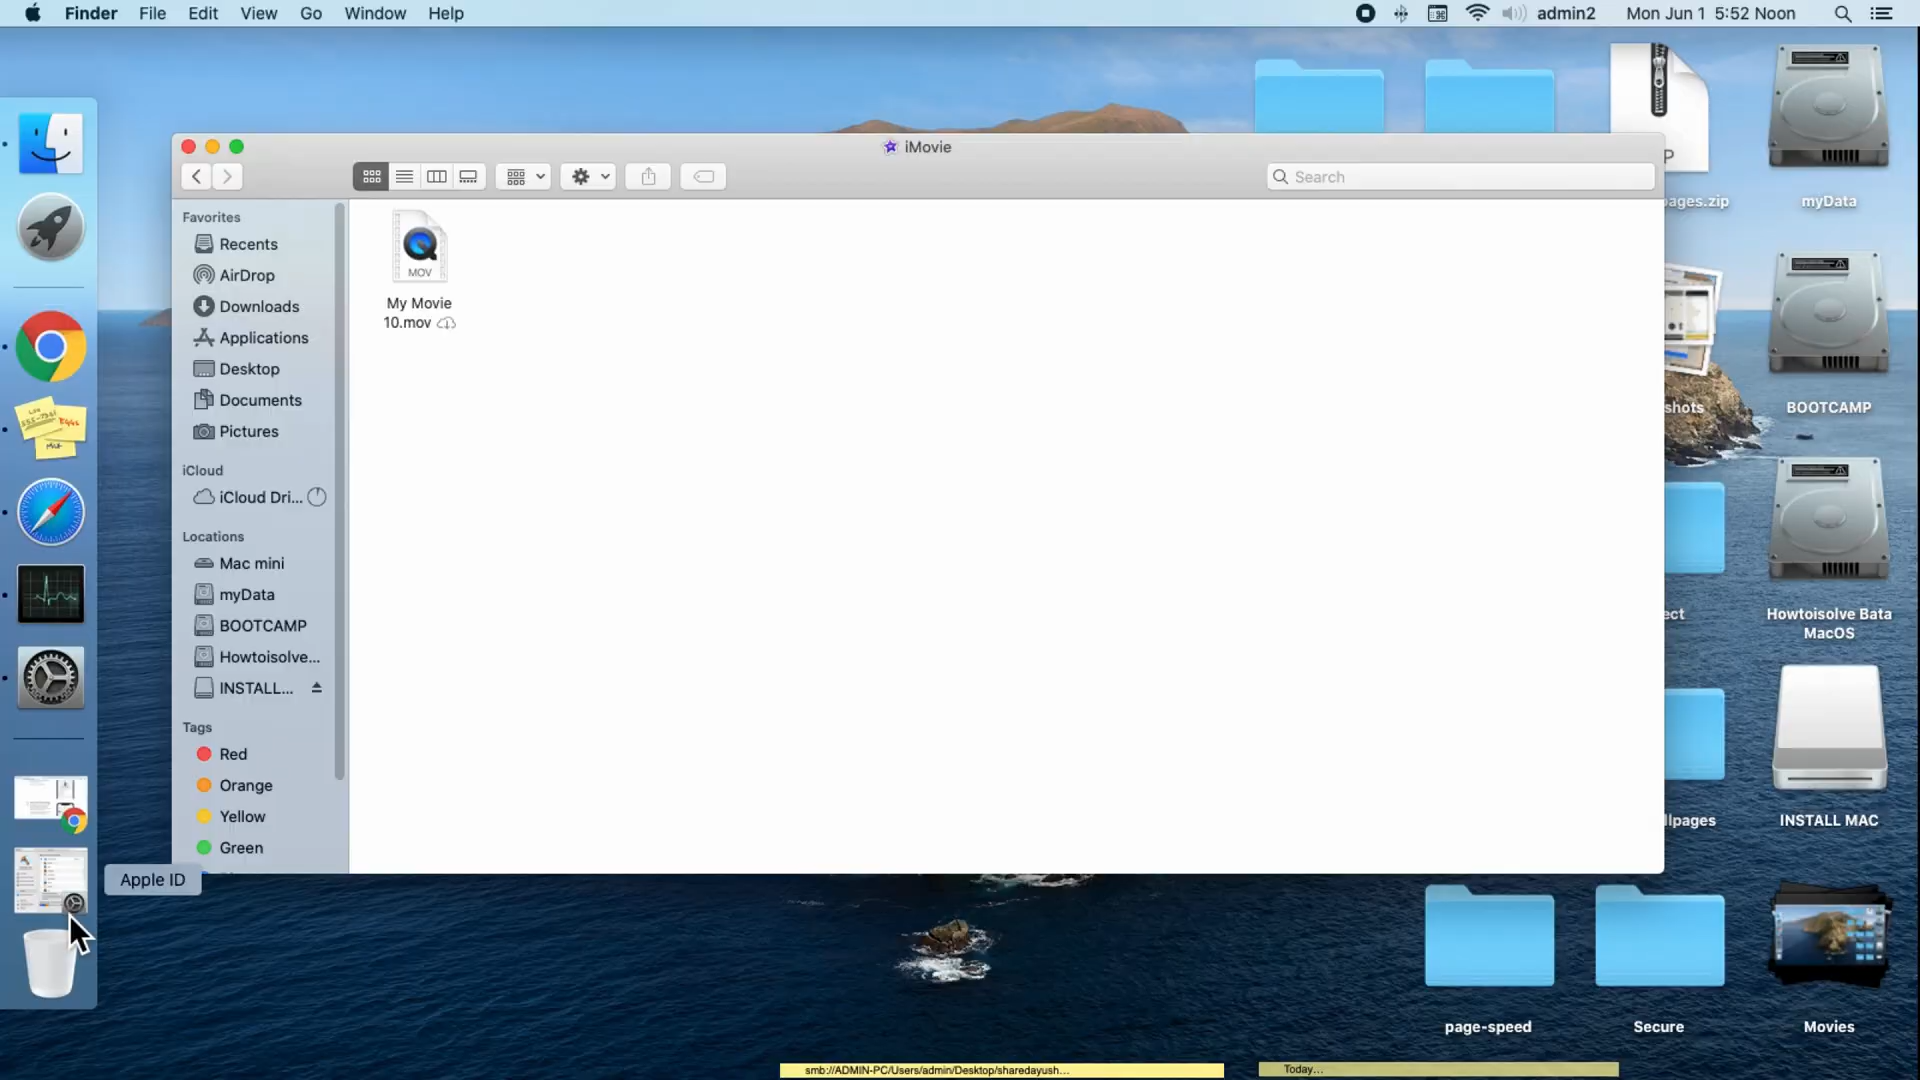 Finder File Edit View Go Window Help
admin2 Mon Jun 1 5:52 Noon
iMovie
Search
Favorites
Recents
AirDrop
Downloads
Applications
Desktop
Documents
Pictures
iCloud
iCloud Dri...
Locations
Mac mini
myData
BOOTCAMP
Howtoisolve...
INSTALL...
Tags
Red
Orange
Yellow
Green
MOV
My Movie
10.mov
Apple ID
P
ages.zip
myData
shots
BOOTCAMP
ect
Howtoisolve Bata
MacOS
llpages
INSTALL MAC
page-speed
Secure
Movies
smb://ADMIN-PC/Users/admin/Desktop/sharedayush...
Today...